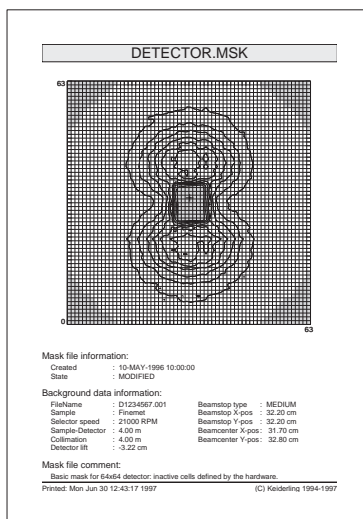 DETECTOR.MSK
63
0
63
Mask file information:
Created : 10-MAY-1996 10:00:00
State : MODIFIED
Background data information:
FileName : D1234567.001 Beamstop type : MEDIUM
Sample : Finemet Beamstop X-pos : 32.20 cm
Selector speed : 21000 RPM Beamstop Y-pos : 32.20 cm
Sample-Detector : 4.00 m Beamcenter X-pos: 31.70 cm
Collimation : 4.00 m Beamcenter Y-pos: 32.80 cm
Detector lift : -3.22 cm
Mask file comment:
Basic mask for 64x64 detector: inactive cells defined by the hardware.
Printed: Mon Jun 30 12:43:17 1997 (C) Keiderling 1994-1997